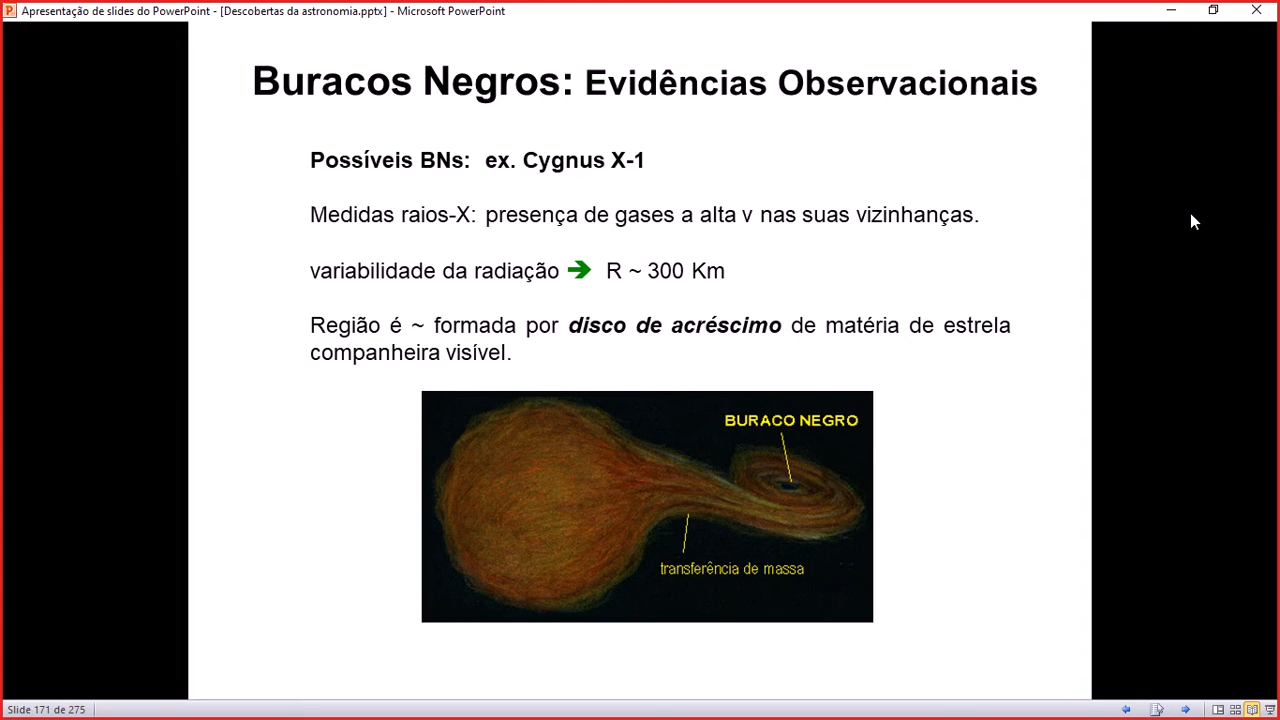 Apresentação de slides do PowerPoint - [Descobertas da astronomia.pptx] - Microsoft PowerPoint
Buracos Negros: Evidências Observacionais
Possíveis BNs: ex. Cygnus X-1
Medidas raios-X: presença de gases a alta v nas suas vizinhanças.
variabilidade da radiação ➔ R ~ 300 Km
Região é ~ formada por disco de acréscimo de matéria de estrela
companheira visível.
BURACO NEGRO
transferência de massa
Slide 171 de 275